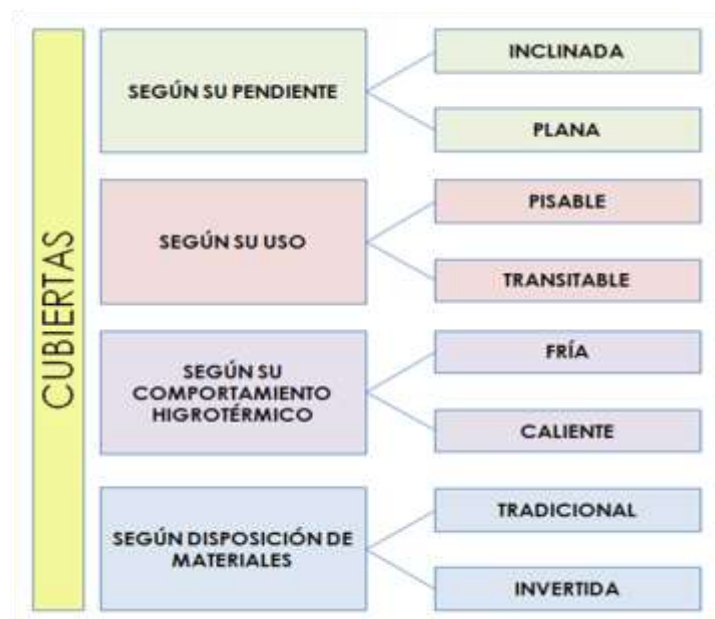 CUBIERTAS
SEGÚN SU PENDIENTE
INCLINADA
PLANA
SEGÚN SU USO
PISABLE
TRANSITABLE
SEGÚN SU
COMPORTAMIENTO
HIGROTÉRMICO
FRÍA
CALIENTE
SEGÚN DISPOSICIÓN DE
MATERIALES
TRADICIONAL
INVERTIDA